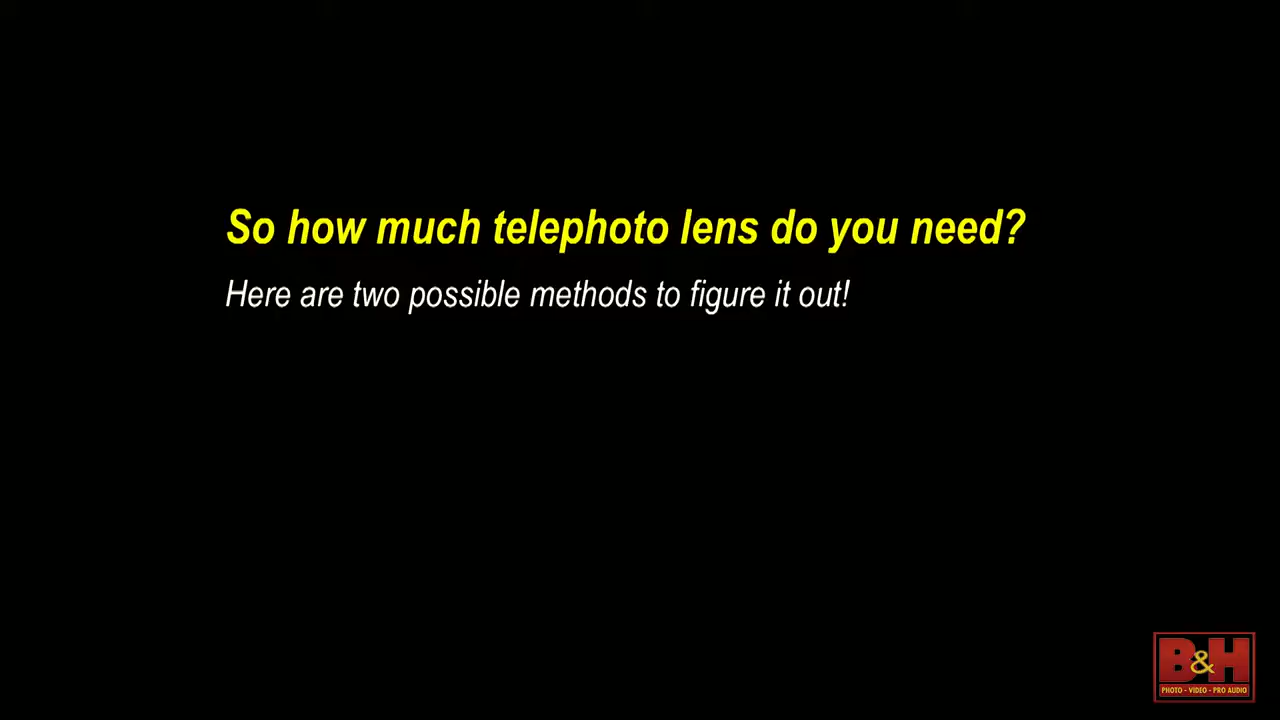 So how much telephoto lens do you need?
Here are two possible methods to figure it out!
B&H
PHOTO - VIDEO - PRO AUDIO